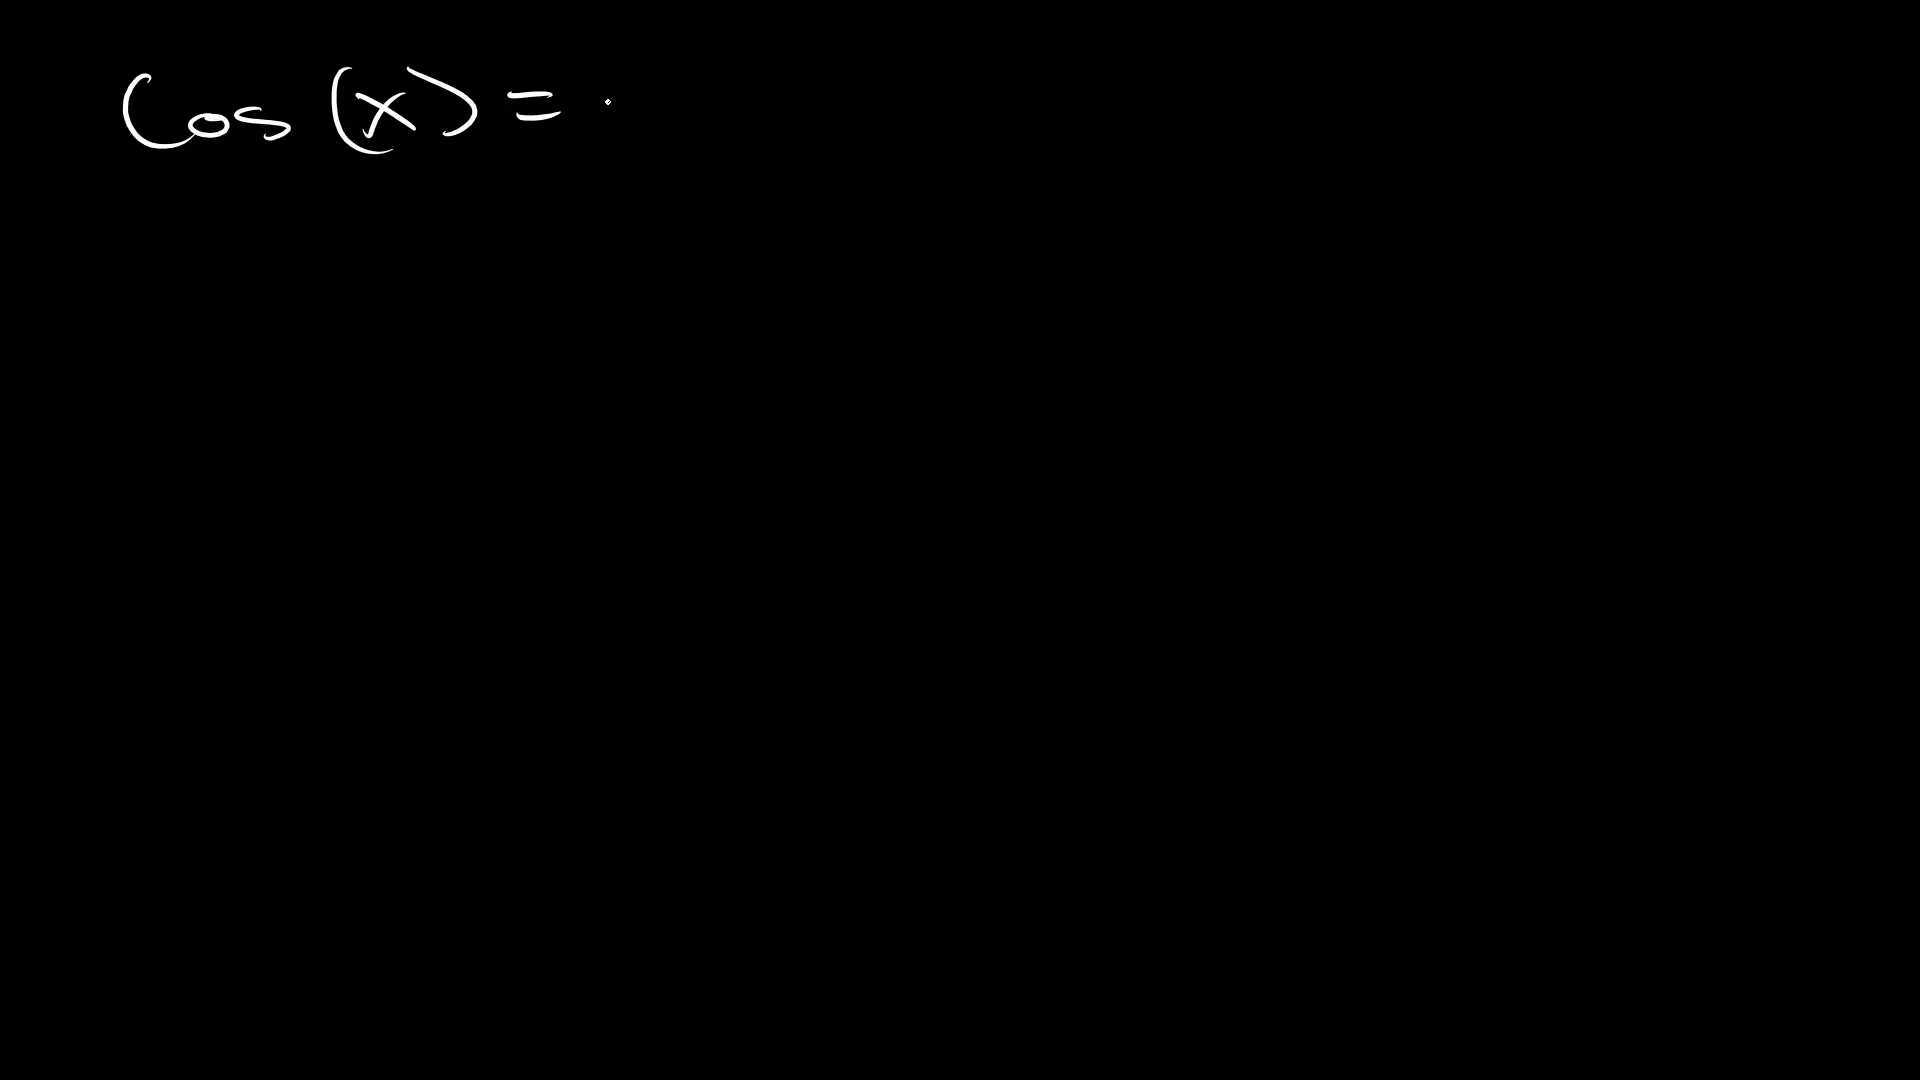 Cos (x) =